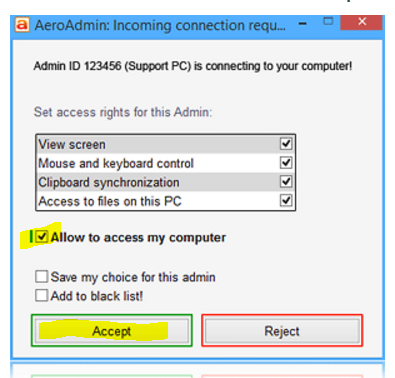 a AeroAdmin: Incoming connection requ...
Admin ID 123456 (Support PC) is connecting to your computer!
Set access rights for this Admin:
View screen
Mouse and keyboard control
Clipboard synchronization
Access to files on this PC
Allow to access my computer
Save my choice for this admin
Add to black list!
Accept Reject